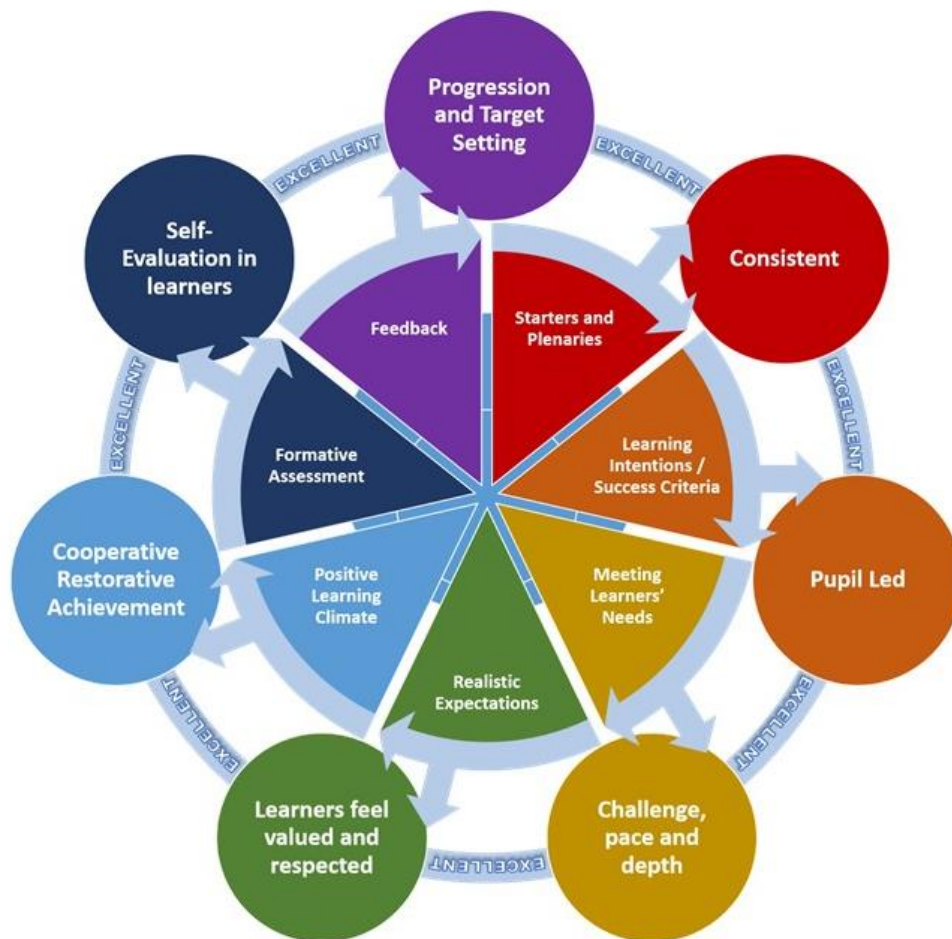 Progression
and Target
Setting
EXCELLENT
EXCELLENT
Self-
Evaluation in
learners
Consistent
Feedback
Starters and
Plenaries
EXCELLENT
EXCELLENT
Formative
Assessment
Learning
Intentions /
Success Criteria
Cooperative
Restorative
Achievement
Positive
Learning
Climate
Meeting
Learners'
Needs
Pupil Led
Realistic
Expectations
EXCELLENT
EXCELLENT
Learners feel
valued and
respected
Challenge,
pace and
depth
EXCELLENT